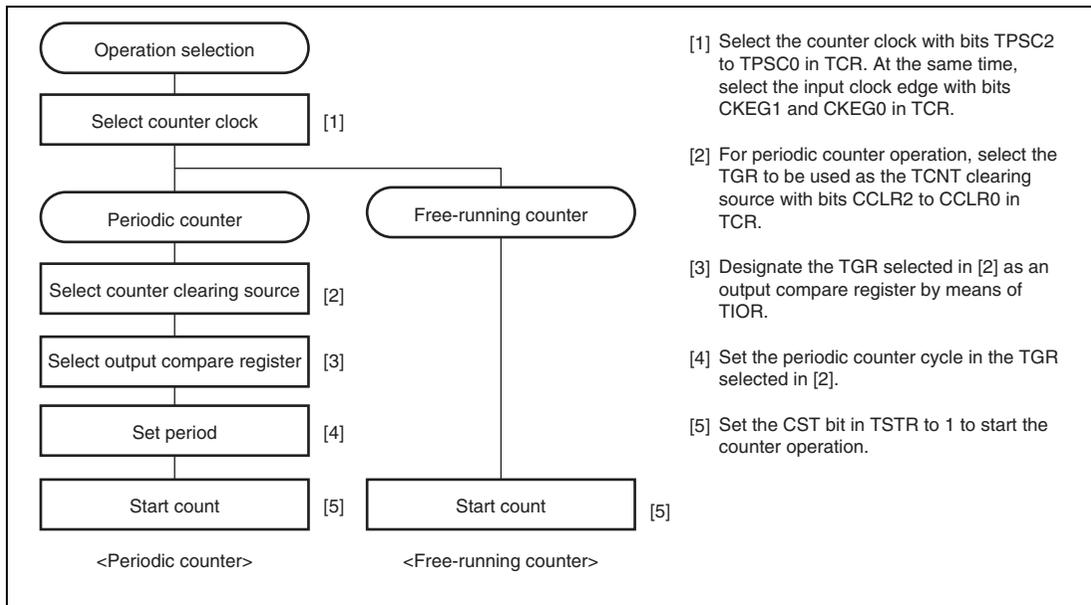 Operation selection
Select counter clock
[1]
Periodic counter
Free-running counter
Select counter clearing source
[2]
Select output compare register
[3]
Set period
[4]
Start count
[5]
Start count
[5]
<Periodic counter>
<Free-running counter>
[1] Select the counter clock with bits TPSC2
to TPSC0 in TCR. At the same time,
select the input clock edge with bits
CKEG1 and CKEG0 in TCR.
[2] For periodic counter operation, select the
TGR to be used as the TCNT clearing
source with bits CCLR2 to CCLR0 in
TCR.
[3] Designate the TGR selected in [2] as an
output compare register by means of
TIOR.
[4] Set the periodic counter cycle in the TGR
selected in [2].
[5] Set the CST bit in TSTR to 1 to start the
counter operation.